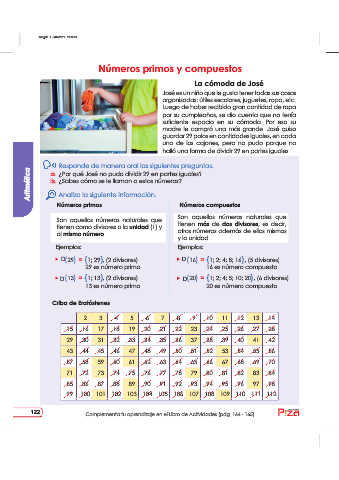 Números primos y compuestos
La cómoda de José
José es un niño que le gusta tener todas sus cosas
organizadas: útiles escolares, juguetes, ropa, etc.
Luego de haber recibido gran cantidad de ropa
por su cumpleaños, se dio cuenta que no tenía
suficiente espacio en su cómoda. Por eso su
madre le compró una más grande. José quiso
guardar 29 polos en cantidades iguales, en cada
uno de los cajones, pero no pudo porque no
halló una forma de dividir 29 en partes iguales.
Responde de manera oral las siguientes preguntas.
a. ¿Por qué José no pudo dividir 29 en partes iguales?
b. ¿Sabes cómo se le llaman a estos números?
Aritmética
Analiza la siguiente información.
Números primos
Son aquellos números naturales que
tienen como divisores a la unidad (1) y
al mismo número
Ejemplos:
D(29) = {1; 29}, (2 divisores)
29 es número primo
D(13) = {1; 13}, (2 divisores)
13 es número primo
Números compuestos
Son aquellos números naturales que
tienen más de dos divisores, es decir,
otros números además de ellos mismos
y la unidad
Ejemplos:
D(16) = {1; 2; 4; 8; 16}, (5 divisores)
16 es número compuesto
D(20) = {1; 2; 4; 5; 10; 20}, (6 divisores)
20 es número compuesto
Criba de Eratóstenes
2 3 4 5 6 7 8 9 10 11 12 13 14
15 16 17 18 19 20 21 22 23 24 25 26 27 28
29 30 31 32 33 34 35 36 37 38 39 40 41 42
43 44 45 46 47 48 49 50 51 52 53 54 55 56
57 58 59 60 61 62 63 64 65 66 67 68 69 70
71 72 73 74 75 76 77 78 79 80 81 82 83 84
85 86 87 88 89 90 91 92 93 94 95 96 97 98
99 100 101 102 103 104 105 106 107 108 109 110 111 112
122
Complementa tu aprendizaje en el Libro de Actividades (pág. 144 - 145)